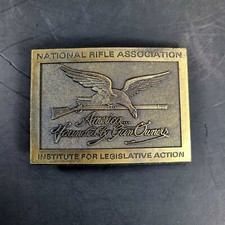 NATIONAL RIFLE ASSOCIATION
America...
Founded by Gun Owners
INSTITUTE FOR LEGISLATIVE ACTION